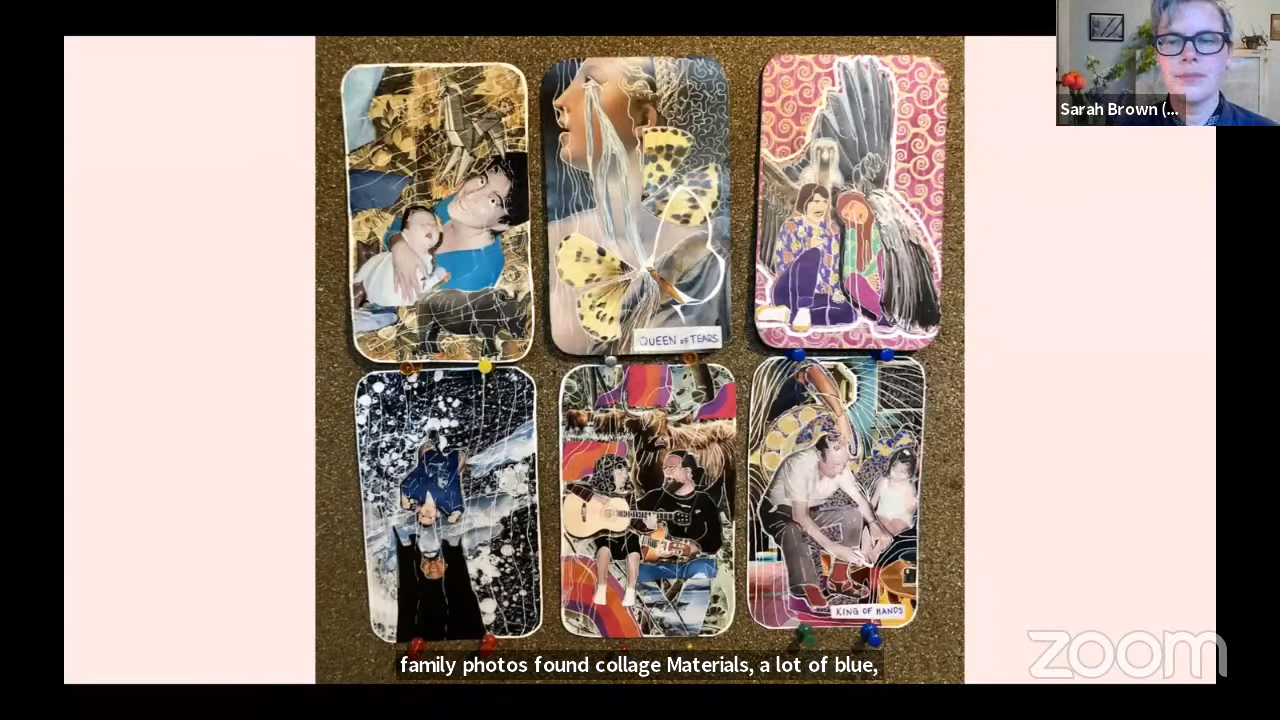 Sarah Brown (...
QUEEN OF TEARS
KING OF HANDS
family photos found collage Materials, a lot of blue,
zoom